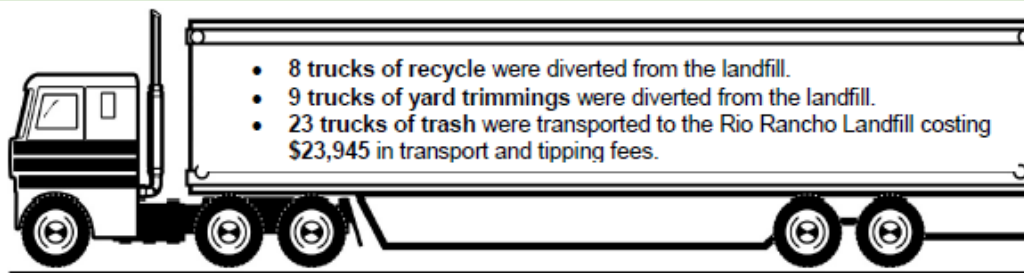 • 8 trucks of recycle were diverted from the landfill.
• 9 trucks of yard trimmings were diverted from the landfill.
• 23 trucks of trash were transported to the Rio Rancho Landfill costing
$23,945 in transport and tipping fees.